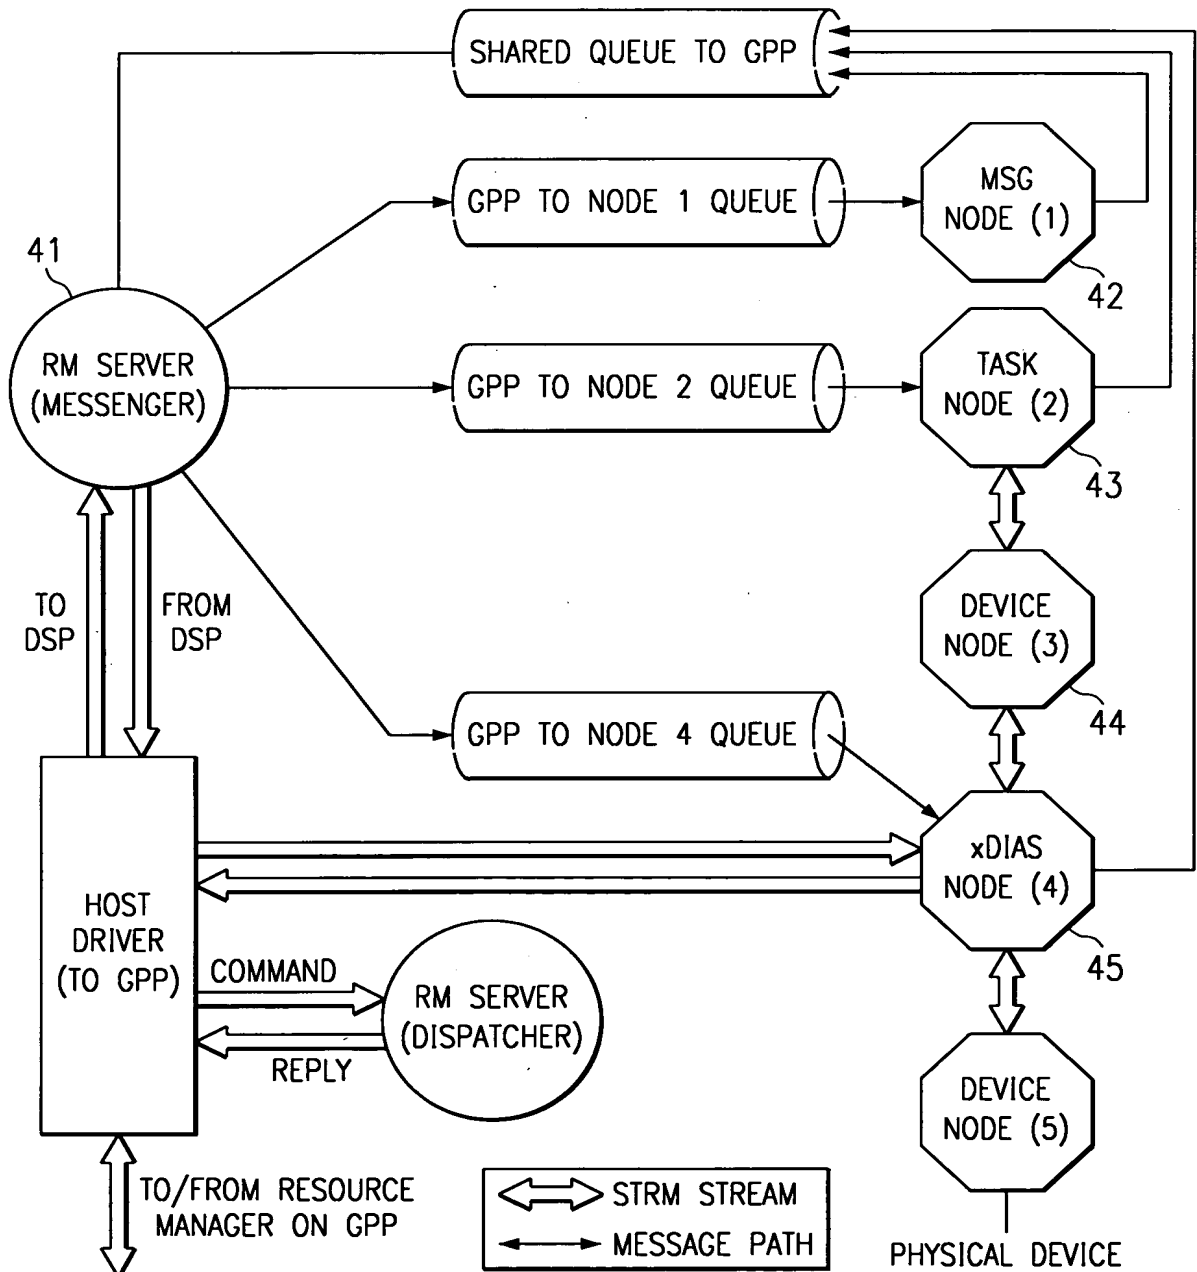 SHARED QUEUE TO GPP
GPP TO NODE 1 QUEUE
MSG
NODE (1)
42
41
RM SERVER
(MESSENGER)
GPP TO NODE 2 QUEUE
TASK
NODE (2)
43
TO
DSP
FROM
DSP
DEVICE
NODE (3)
44
GPP TO NODE 4 QUEUE
xDIAS
NODE (4)
45
HOST
DRIVER
(TO GPP)
COMMAND
RM SERVER
(DISPATCHER)
REPLY
DEVICE
NODE (5)
TO/FROM RESOURCE
MANAGER ON GPP
STRM STREAM
MESSAGE PATH
PHYSICAL DEVICE